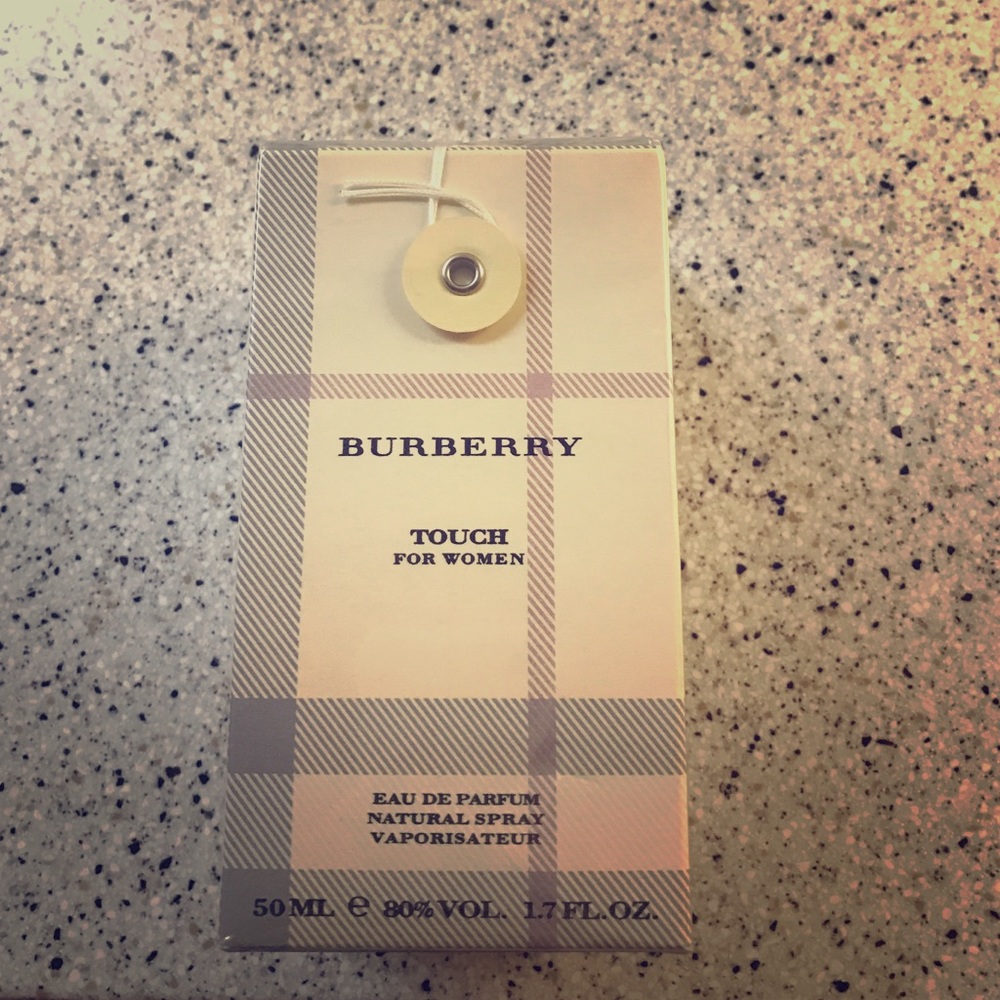 BURBERRY
TOUCH
FOR WOMEN
EAU DE PARFUM
NATURAL SPRAY
VAPORISATEUR
50 ML ℮ 80% VOL. 1.7 FL.OZ.